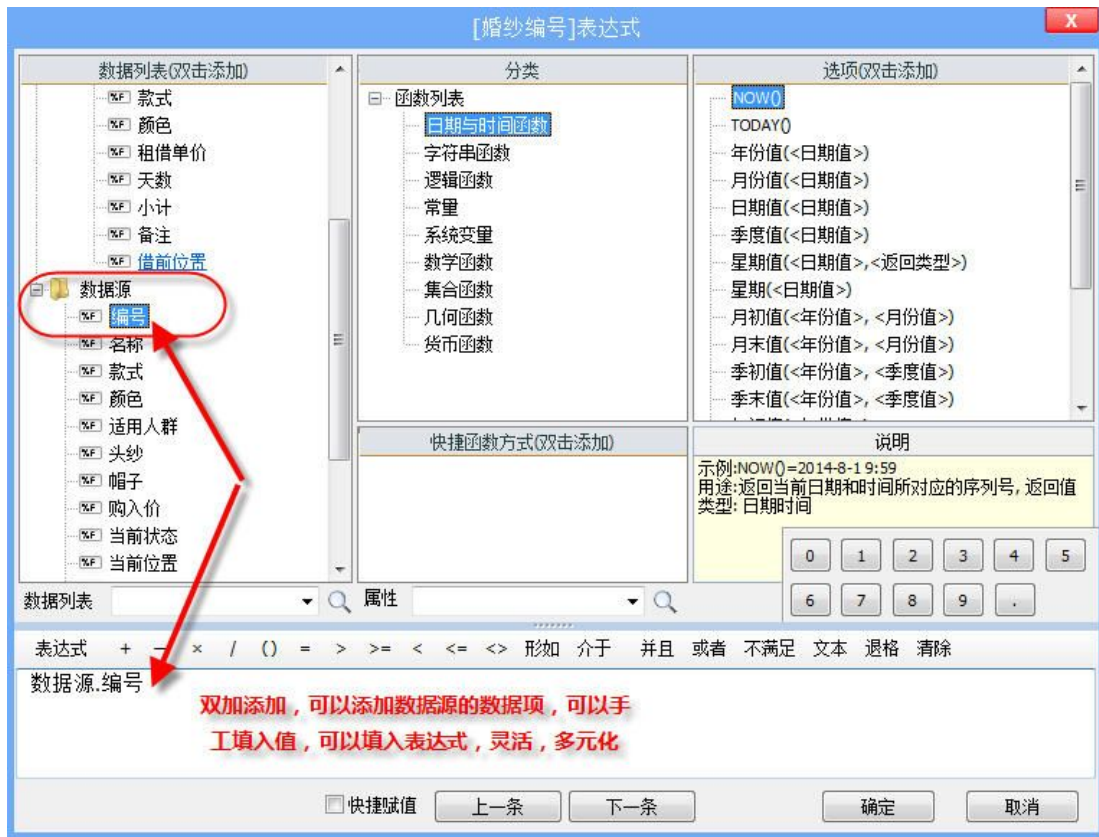 [婚纱编号]表达式
X
数据列表(双击添加)
款式
颜色
租借单价
天数
小计
备注
借前位置
数据源
编号
名称
款式
颜色
适用人群
头纱
帽子
购入价
当前状态
当前位置
分类
函数列表
日期与时间函数
字符串函数
逻辑函数
常量
系统变量
数学函数
集合函数
几何函数
货币函数
选项(双击添加)
NOW()
TODAY()
年份值(<日期值>)
月份值(<日期值>)
日期值(<日期值>)
季度值(<日期值>)
星期值(<日期值>,<返回类型>)
星期(<日期值>)
月初值(<年份值>, <月份值>)
月末值(<年份值>, <月份值>)
季初值(<年份值>, <季度值>)
季末值(<年份值>, <季度值>)
快捷函数方式(双击添加)
说明
示例:NOW()=2014-8-1 9:59
用途:返回当前日期和时间所对应的序列号, 返回值
类型: 日期时间
0 1 2 3 4 5
6 7 8 9 .
数据列表 属性
表达式 + − × / () = > >= < <= <> 形如 介于 并且 或者 不满足 文本 退格 清除
数据源.编号
双加添加，可以添加数据源的数据项，可以手
工填入值，可以填入表达式，灵活，多元化
快捷赋值 上一条 下一条 确定 取消